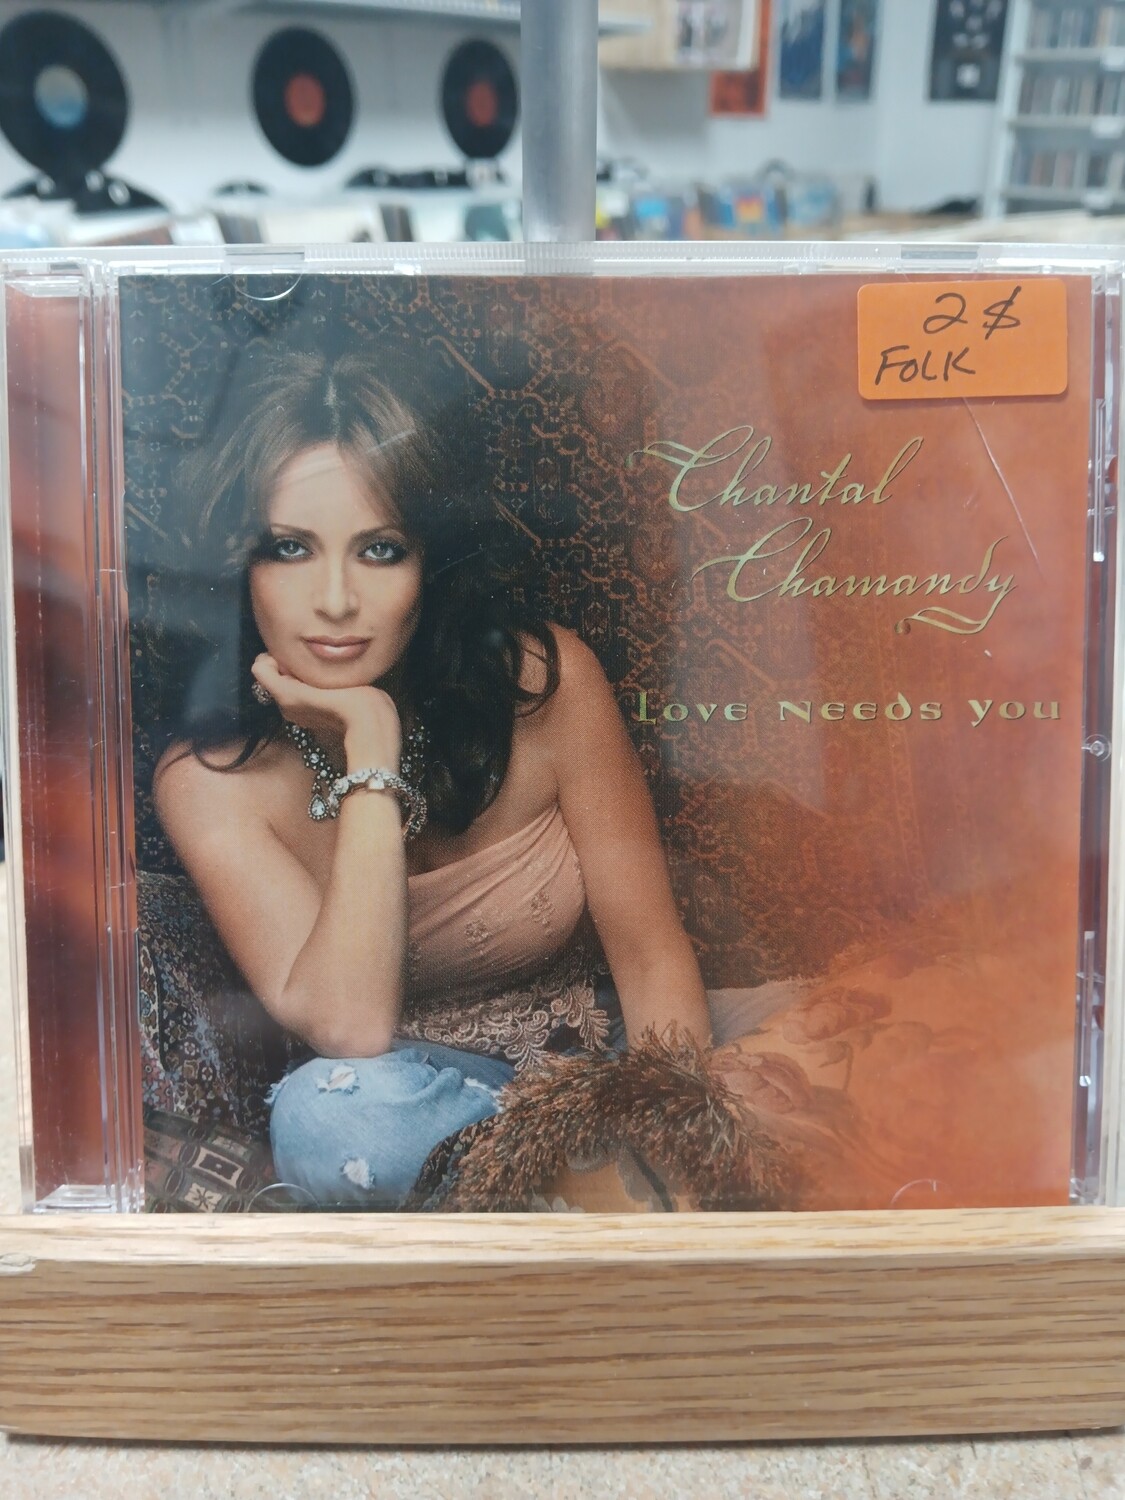 2 $
FOLK
Chantal
Chamandy
Love Needs You